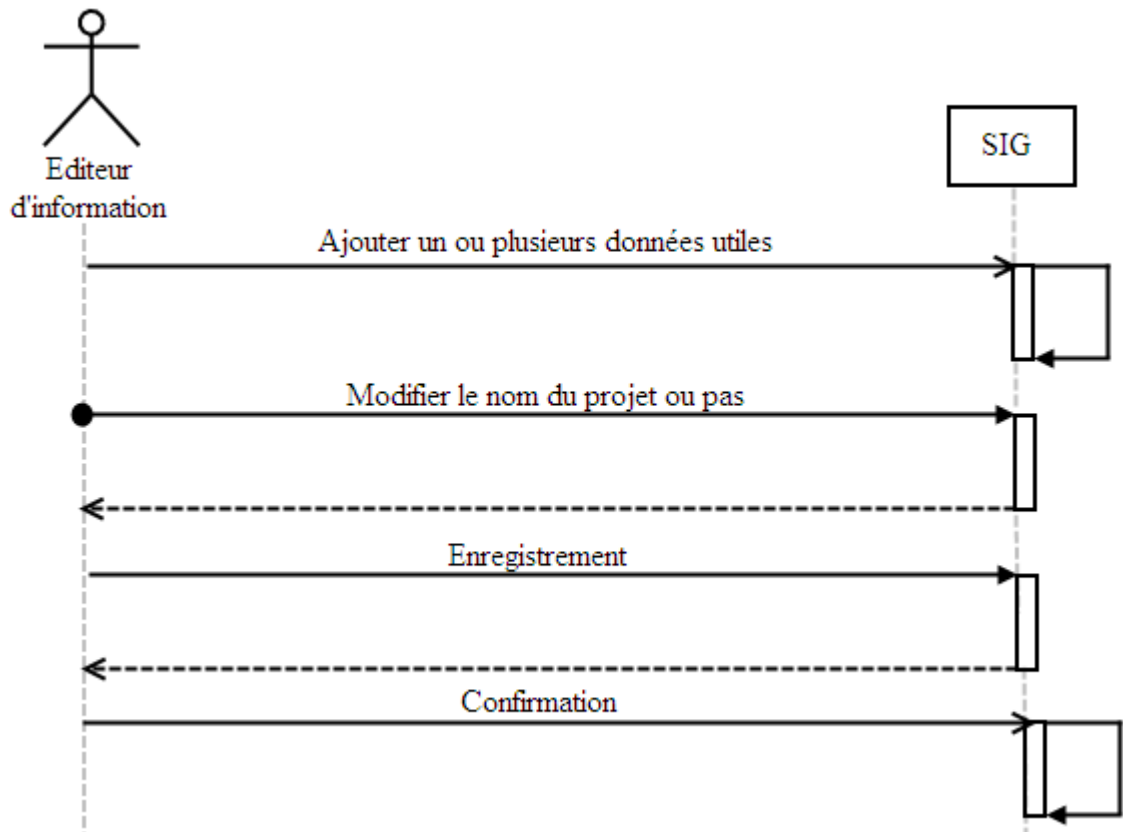 Editeur
d'information
SIG
Ajouter un ou plusieurs données utiles
Modifier le nom du projet ou pas
Enregistrement
Confirmation